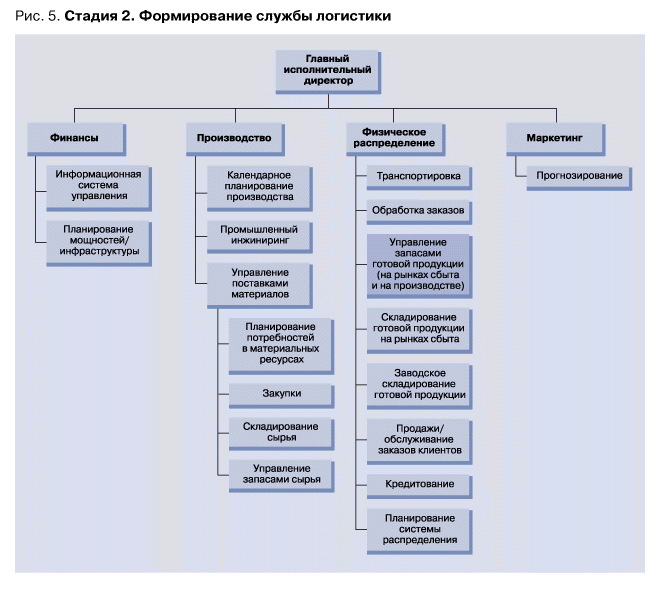 Рис. 5. Стадия 2. Формирование службы логистики
Главный
исполнительный
директор
Финансы
Информационная
система
управления
Планирование
мощностей/
инфраструктуры
Производство
Календарное
планирование
производства
Промышленный
инжиниринг
Управление
поставками
материалов
Планирование
потребностей
в материальных
ресурсах
Закупки
Складирование
сырья
Управление
запасами сырья
Физическое
распределение
Транспортировка
Обработка заказов
Управление
запасами
готовой продукции
(на рынках сбыта
и на производстве)
Складирование
готовой продукции
на рынках сбыта
Заводское
складирование
готовой продукции
Продажи/
обслуживание
заказов клиентов
Кредитование
Планирование
системы
распределения
Маркетинг
Прогнозирование